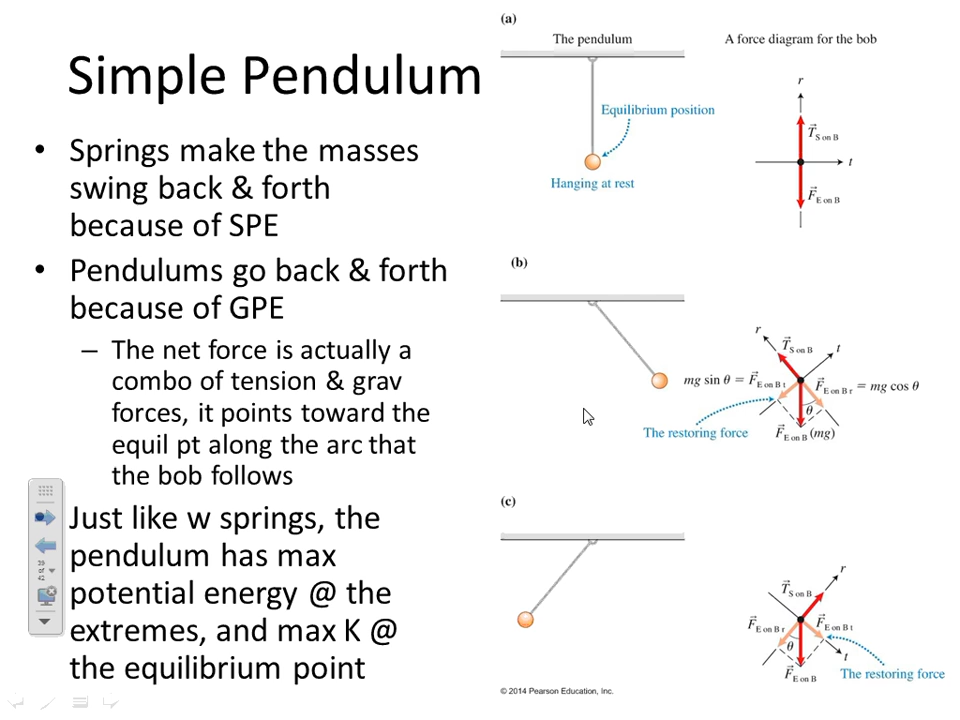 Simple Pendulum
• Springs make the masses
swing back & forth
because of SPE
• Pendulums go back & forth
because of GPE
– The net force is actually a
combo of tension & grav
forces, it points toward the
equil pt along the arc that
the bob follows
Just like w springs, the
pendulum has max
potential energy @ the
extremes, and max K @
the equilibrium point
39
of
42
(a)
The pendulum
A force diagram for the bob
Equilibrium position
Hanging at rest
r
T⃗ S on B
t
F⃗ E on B
(b)
r
T⃗ S on B
t
mg sin θ = F⃗ E on B t
F⃗ E on B r = mg cos θ
θ
The restoring force
F⃗ E on B (mg)
(c)
r
T⃗ S on B
F⃗ E on B r
F⃗ E on B t
θ
t
F⃗ E on B
The restoring force
© 2014 Pearson Education, Inc.